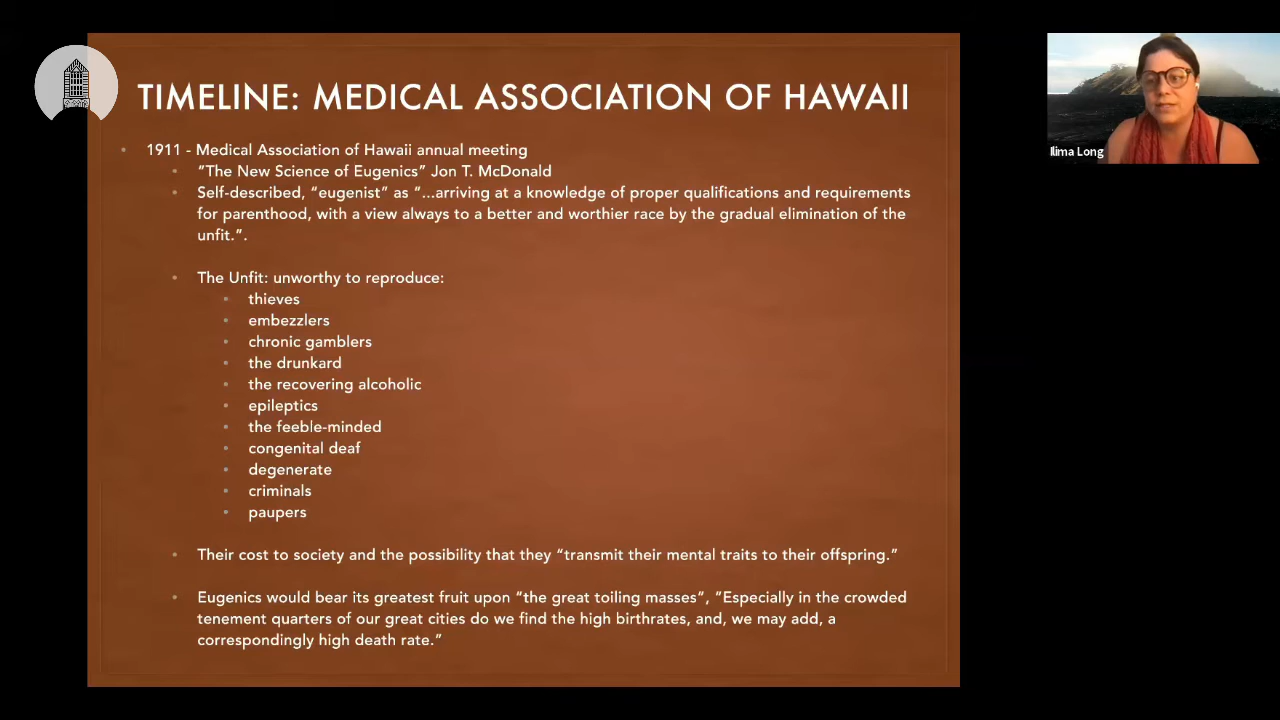 TIMELINE: MEDICAL ASSOCIATION OF HAWAII
1911 - Medical Association of Hawaii annual meeting
"The New Science of Eugenics" Jon T. McDonald
Self-described, "eugenist" as "...arriving at a knowledge of proper qualifications and requirements
for parenthood, with a view always to a better and worthier race by the gradual elimination of the
unfit.".
The Unfit: unworthy to reproduce:
thieves
embezzlers
chronic gamblers
the drunkard
the recovering alcoholic
epileptics
the feeble-minded
congenital deaf
degenerate
criminals
paupers
Their cost to society and the possibility that they "transmit their mental traits to their offspring."
Eugenics would bear its greatest fruit upon "the great toiling masses", "Especially in the crowded
tenement quarters of our great cities do we find the high birthrates, and, we may add, a
correspondingly high death rate."
Ilima Long